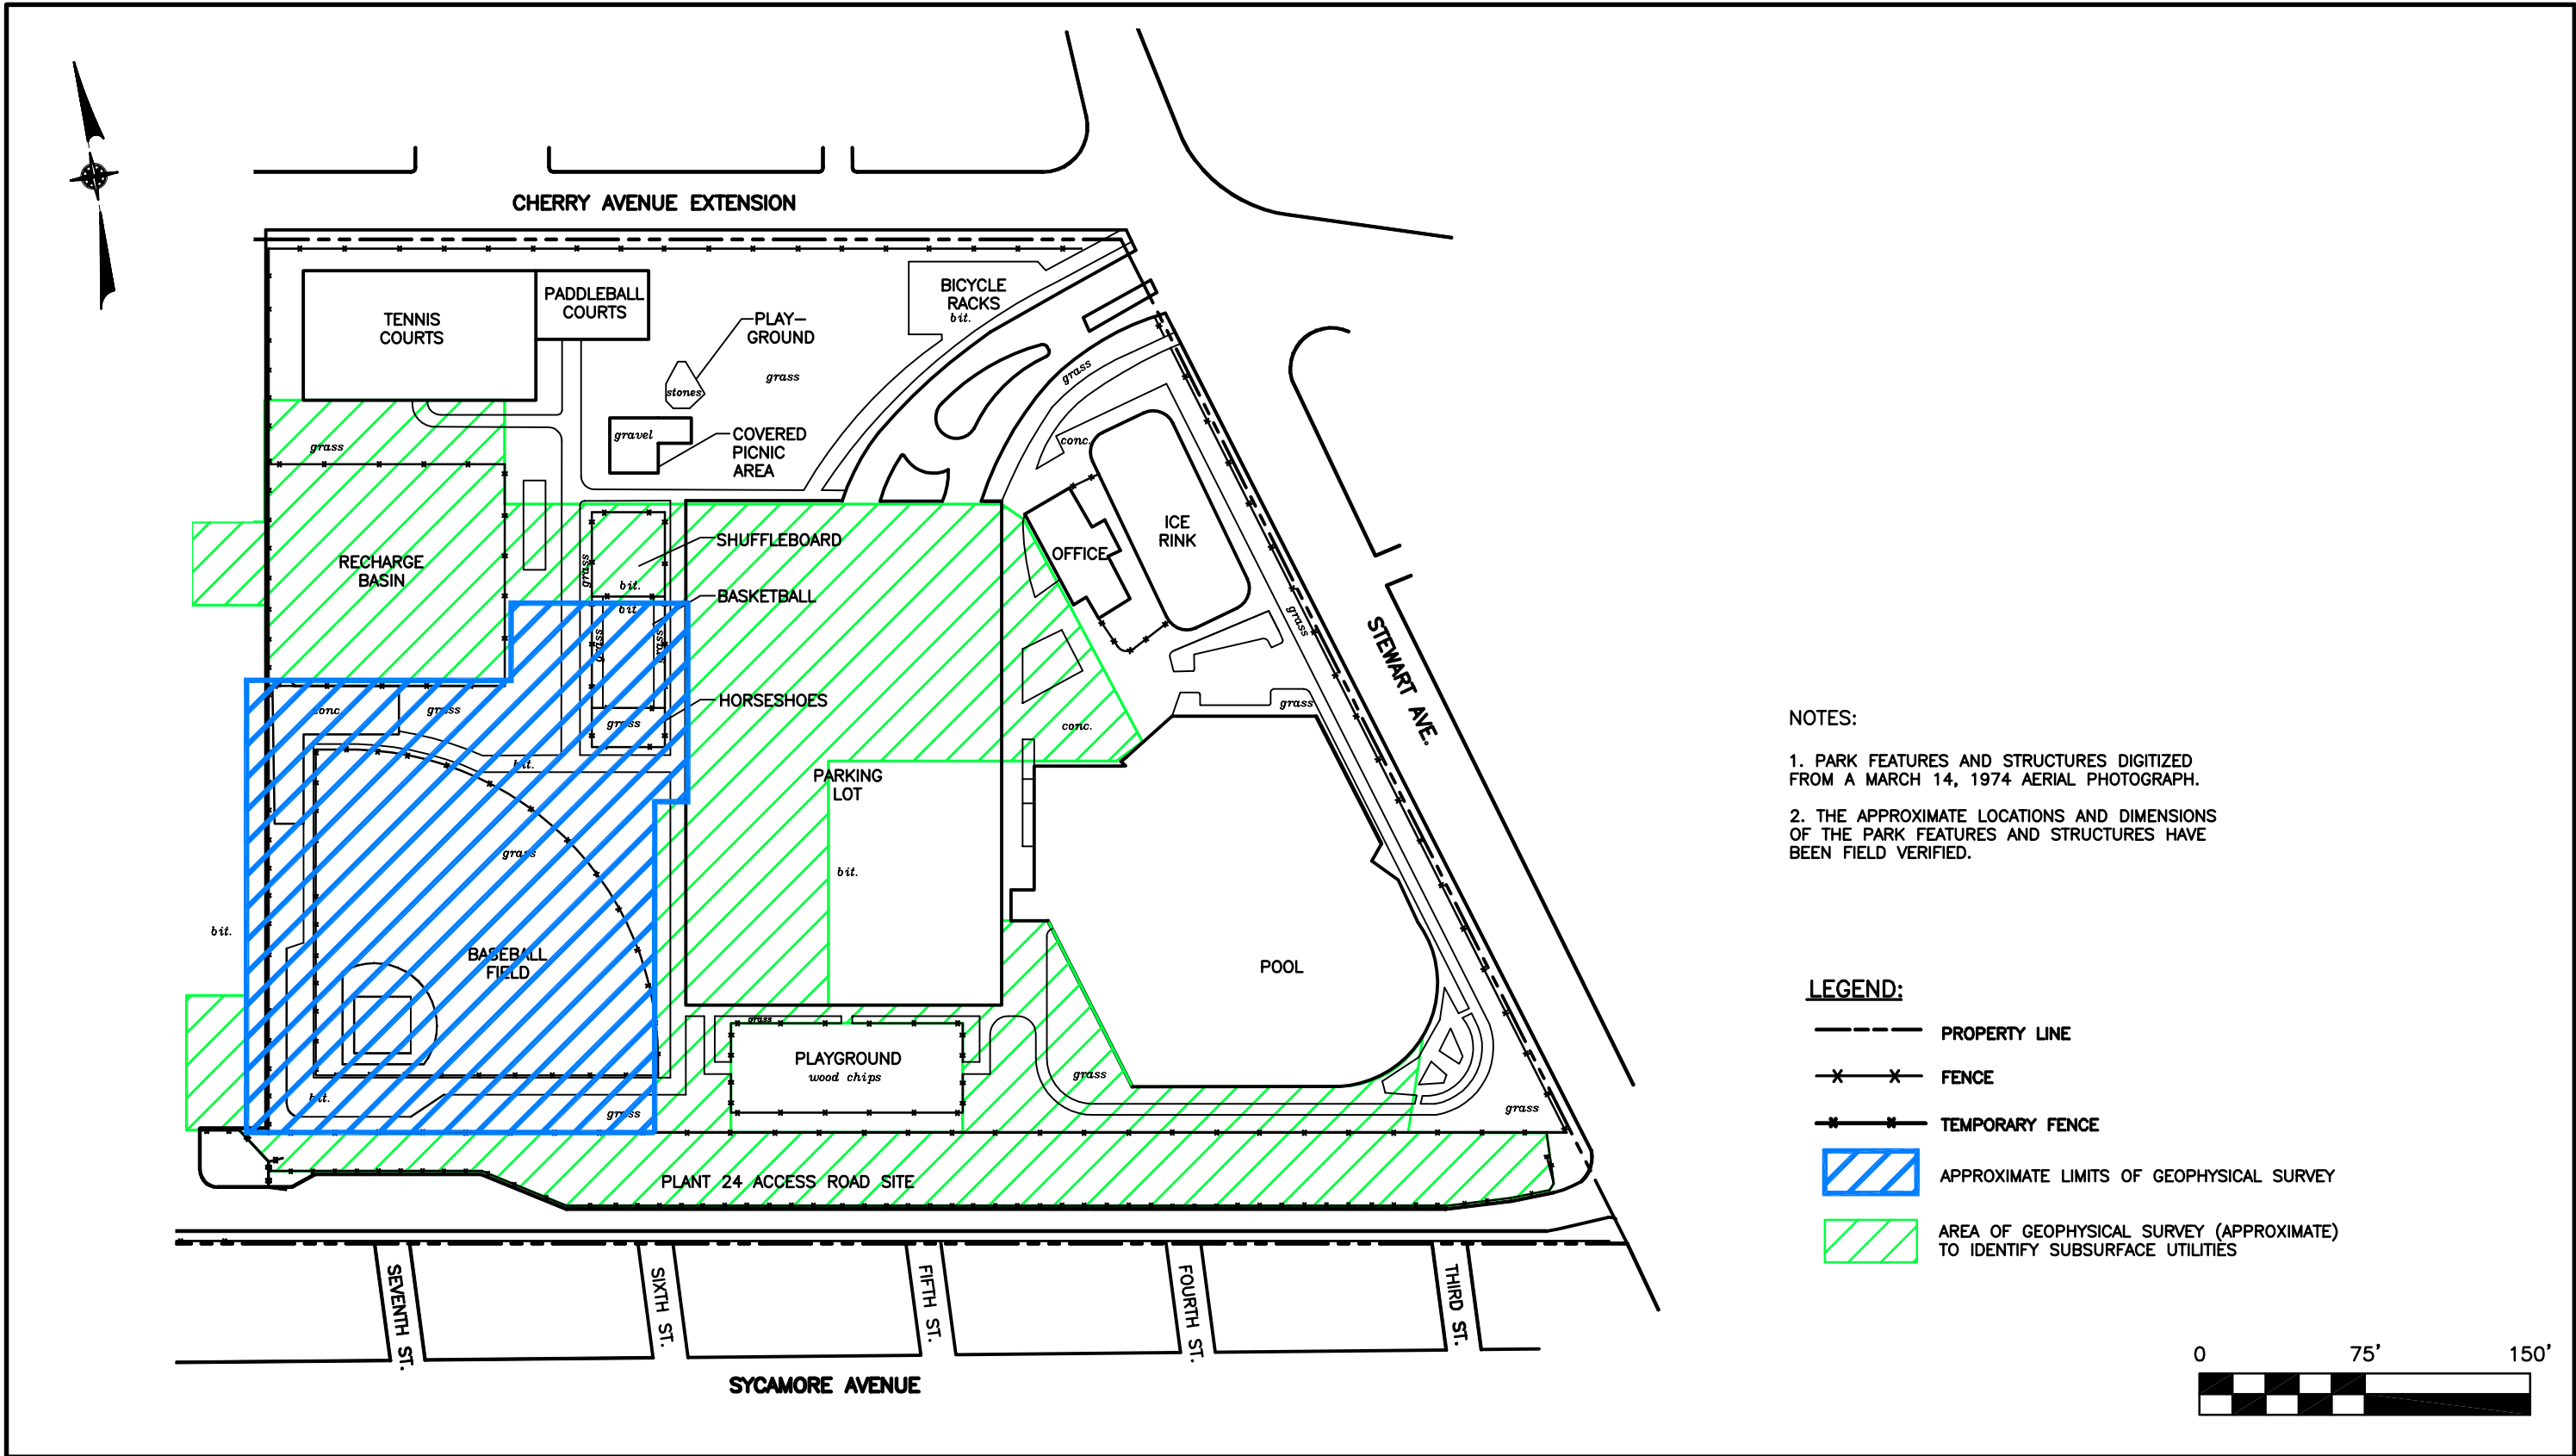 CHERRY AVENUE EXTENSION
TENNIS
COURTS
PADDLEBALL
COURTS
PLAY-
GROUND
BICYCLE
RACKS
bit.
grass
stones
grass
gravel
COVERED
PICNIC
AREA
conc.
grass
RECHARGE
BASIN
SHUFFLEBOARD
grass
bit.
OFFICE
ICE
RINK
BASKETBALL
bit.
grass
grass
grass
STEWART AVE.
HORSESHOES
conc.
grass
grass
grass
conc.
bit.
PARKING
LOT
grass
bit.
bit.
BASEBALL
FIELD
POOL
grass
PLAYGROUND
wood chips
grass
bit.
grass
grass
PLANT 24 ACCESS ROAD SITE
SEVENTH ST.
SIXTH ST.
FIFTH ST.
FOURTH ST.
THIRD ST.
SYCAMORE AVENUE
NOTES:
1. PARK FEATURES AND STRUCTURES DIGITIZED
FROM A MARCH 14, 1974 AERIAL PHOTOGRAPH.
2. THE APPROXIMATE LOCATIONS AND DIMENSIONS
OF THE PARK FEATURES AND STRUCTURES HAVE
BEEN FIELD VERIFIED.
LEGEND:
PROPERTY LINE
FENCE
TEMPORARY FENCE
APPROXIMATE LIMITS OF GEOPHYSICAL SURVEY
AREA OF GEOPHYSICAL SURVEY (APPROXIMATE)
TO IDENTIFY SUBSURFACE UTILITIES
0 75' 150'